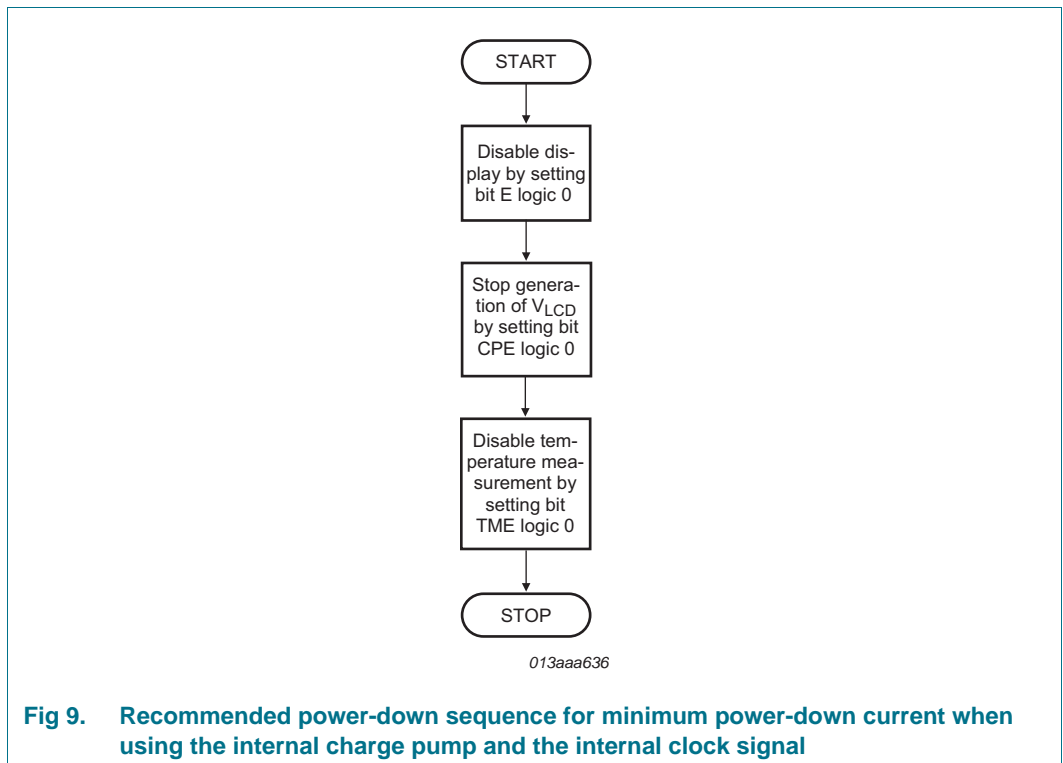 START
Disable dis-
play by setting
bit E logic 0
Stop genera-
tion of VLCD
by setting bit
CPE logic 0
Disable tem-
perature mea-
surement by
setting bit
TME logic 0
STOP
013aaa636
Fig 9. Recommended power-down sequence for minimum power-down current when
using the internal charge pump and the internal clock signal